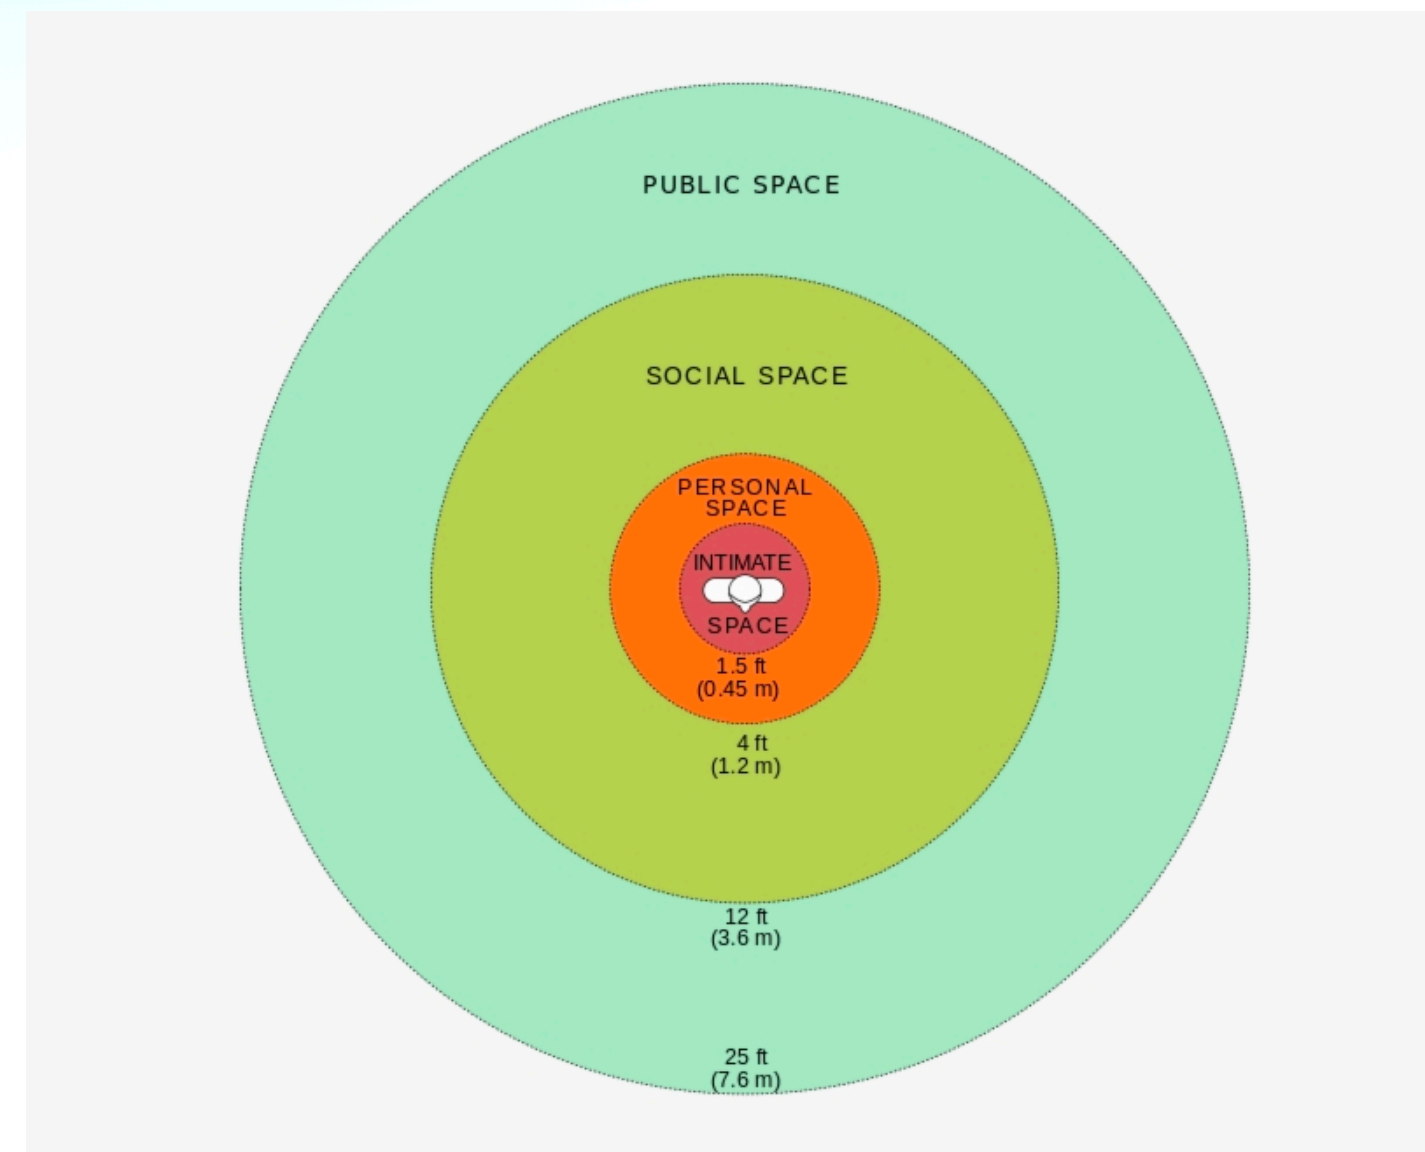 PUBLIC SPACE
SOCIAL SPACE
PERSONAL
SPACE
INTIMATE
SPACE
1.5 ft
(0.45 m)
4 ft
(1.2 m)
12 ft
(3.6 m)
25 ft
(7.6 m)